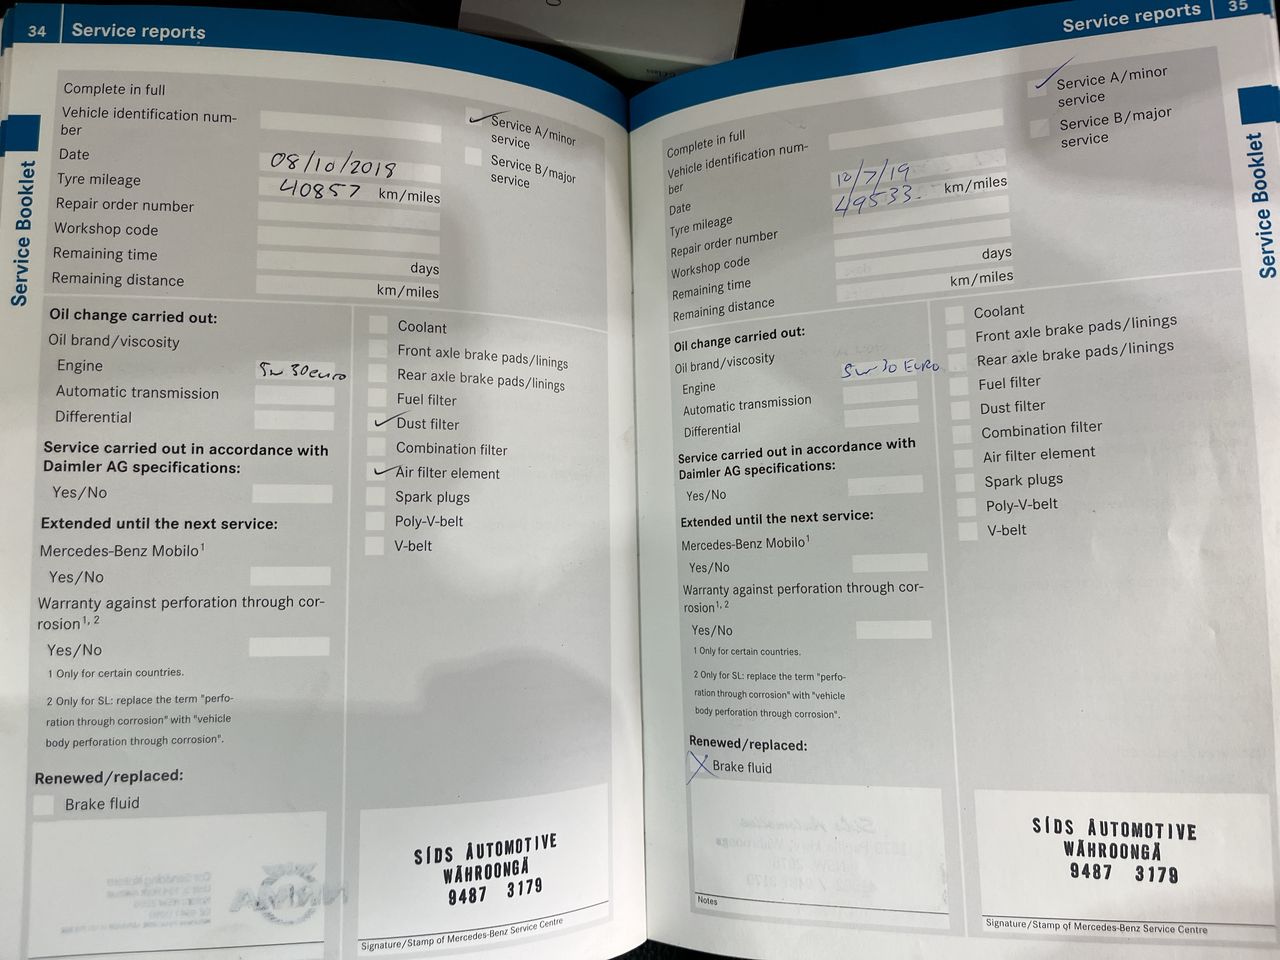 34 Service reports
Complete in full
Vehicle identification num-
ber
Date 08/10/2018
Tyre mileage 40857 km/miles
Repair order number
Workshop code
Remaining time days
Remaining distance km/miles
Service A/minor
service
Service B/major
service
Service Booklet
Oil change carried out:
Oil brand/viscosity
Engine 5w 30 euro
Automatic transmission
Differential
Service carried out in accordance with
Daimler AG specifications:
Yes/No
Extended until the next service:
Mercedes-Benz Mobilo1
Yes/No
Warranty against perforation through cor-
rosion1, 2
Yes/No
1 Only for certain countries.
2 Only for SL: replace the term "perfo-
ration through corrosion" with "vehicle
body perforation through corrosion".
Renewed/replaced:
Brake fluid
Coolant
Front axle brake pads/linings
Rear axle brake pads/linings
Fuel filter
Dust filter
Combination filter
Air filter element
Spark plugs
Poly-V-belt
V-belt
SIDS AUTOMOTIVE
WAHROONGA
9487 3179
Signature/Stamp of Mercedes-Benz Service Centre
Service reports 35
Complete in full
Vehicle identification num-
ber
Date 12/7/19
Tyre mileage 49533 km/miles
Repair order number
Workshop code
Remaining time days
Remaining distance km/miles
Service A/minor
service
Service B/major
service
Service Booklet
Oil change carried out:
Oil brand/viscosity
Engine 5w 30 EURO
Automatic transmission
Differential
Service carried out in accordance with
Daimler AG specifications:
Yes/No
Extended until the next service:
Mercedes-Benz Mobilo1
Yes/No
Warranty against perforation through cor-
rosion1, 2
Yes/No
1 Only for certain countries.
2 Only for SL: replace the term "perfo-
ration through corrosion" with "vehicle
body perforation through corrosion".
Renewed/replaced:
Brake fluid
Notes
Coolant
Front axle brake pads/linings
Rear axle brake pads/linings
Fuel filter
Dust filter
Combination filter
Air filter element
Spark plugs
Poly-V-belt
V-belt
SIDS AUTOMOTIVE
WAHROONGA
9487 3179
Signature/Stamp of Mercedes-Benz Service Centre